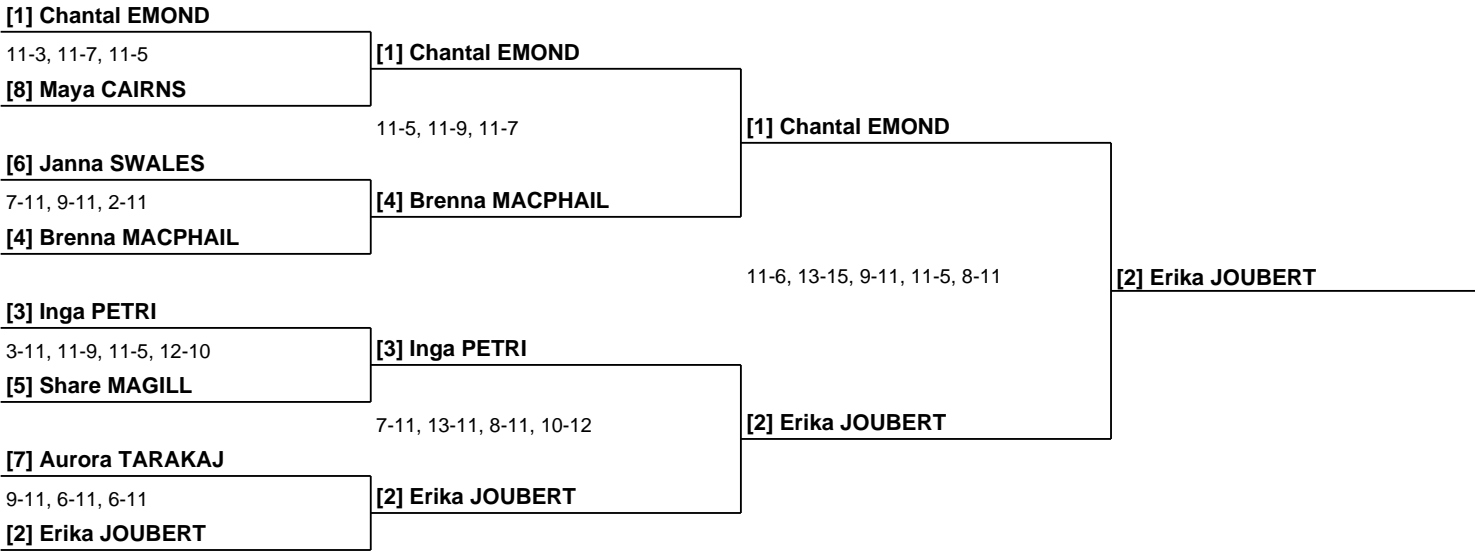 [1] Chantal EMOND
11-3, 11-7, 11-5
[8] Maya CAIRNS
[6] Janna SWALES
7-11, 9-11, 2-11
[4] Brenna MACPHAIL
[3] Inga PETRI
3-11, 11-9, 11-5, 12-10
[5] Share MAGILL
[7] Aurora TARAKAJ
9-11, 6-11, 6-11
[2] Erika JOUBERT
[1] Chantal EMOND
11-5, 11-9, 11-7
[4] Brenna MACPHAIL
[3] Inga PETRI
7-11, 13-11, 8-11, 10-12
[2] Erika JOUBERT
[1] Chantal EMOND
11-6, 13-15, 9-11, 11-5, 8-11
[2] Erika JOUBERT
[2] Erika JOUBERT